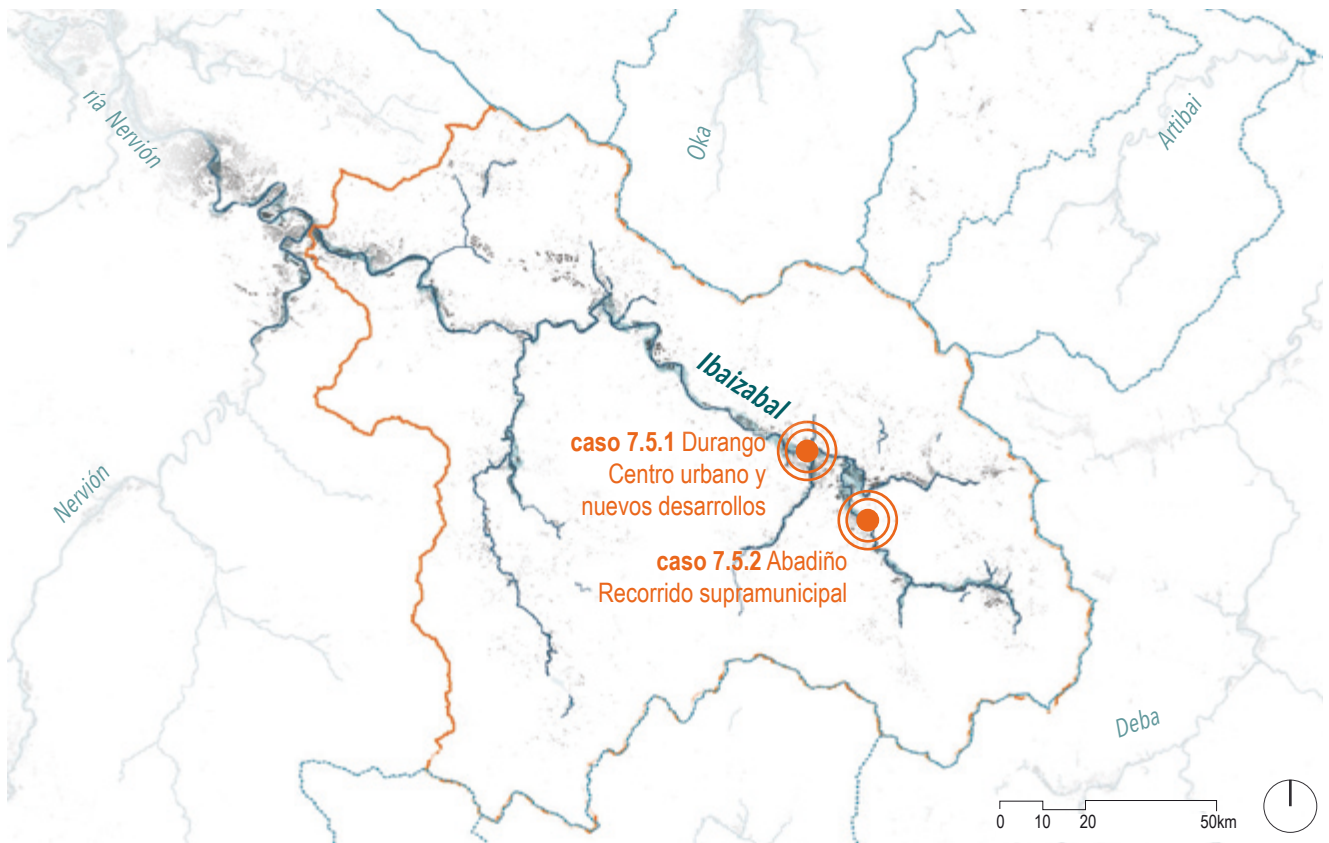 ría Nervión
Oka
Artibai
Ibaizabal
caso 7.5.1 Durango
Centro urbano y
nuevos desarrollos
Nervión
caso 7.5.2 Abadiño
Recorrido supramunicipal
Deba
0 10 20 50km